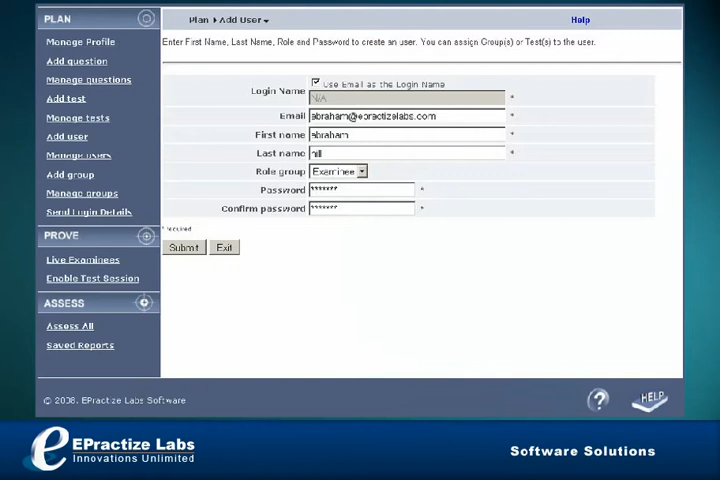 PLAN
Plan Add User
Help
Manage Profile
Add question
Manage questions
Add test
Manage tests
Add user
Manage users
Add group
Manage groups
Send Login Details
PROVE
Live Examinees
Enable Test Session
ASSESS
Assess All
Saved Reports
Enter First Name, Last Name, Role and Password to create an user. You can assign Group(s) or Test(s) to the user.
Use Email as the Login Name
Login Name N/A *
Email abraham@epractizelabs.com *
First name abraham *
Last name hill *
Role group Examinee
Password ******* *
Confirm password ******* *
* required
Submit Exit
© 2008. EPractize Labs Software
? HELP
e EPractize Labs
Innovations Unlimited
Software Solutions